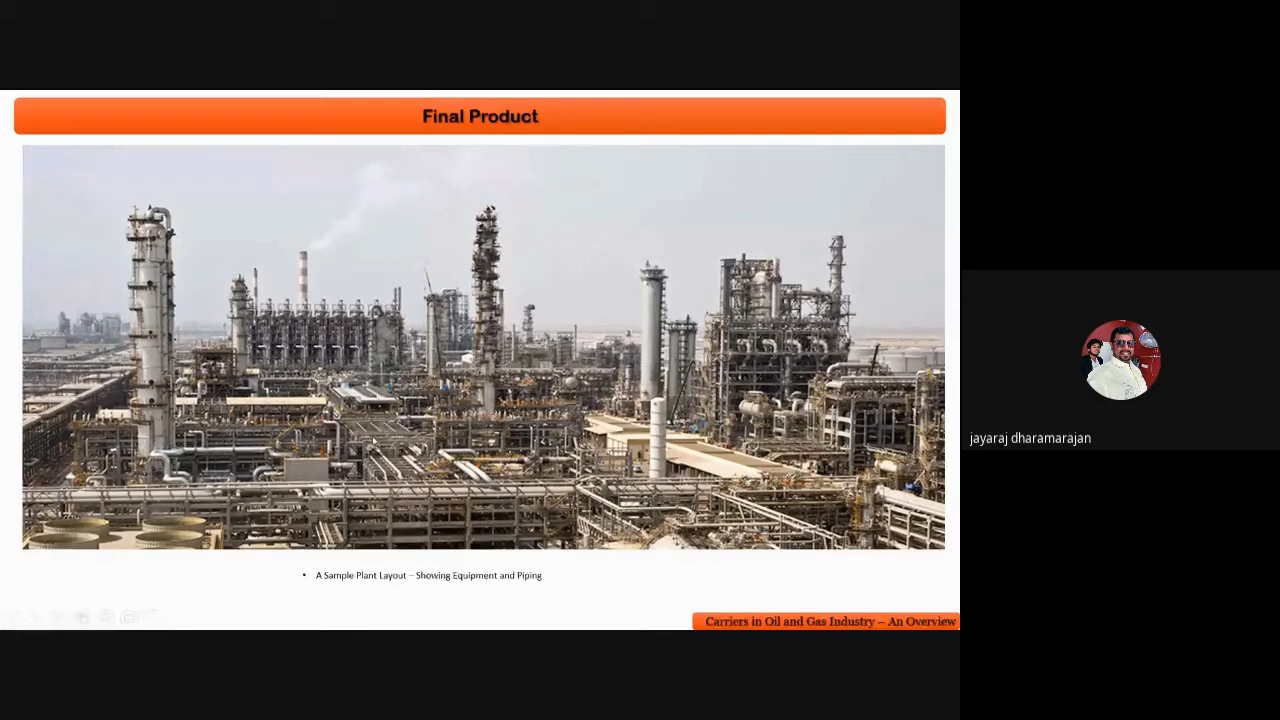 Final Product
• A Sample Plant Layout – Showing Equipment and Piping
Carriers in Oil and Gas Industry – An Overview
jayaraj dharamarajan